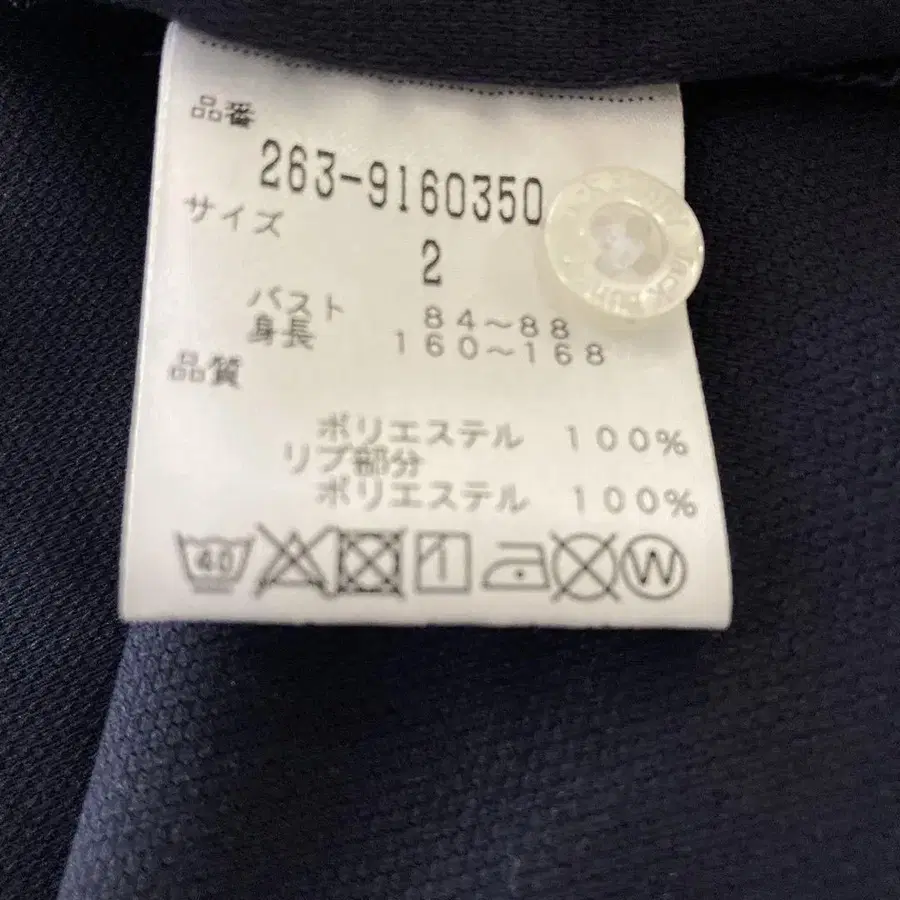 品番
263-9160350
サイズ
2
バスト 84～88
身長 160～168
品質
ポリエステル 100%
リブ部分
ポリエステル 100%
40
W
Jack